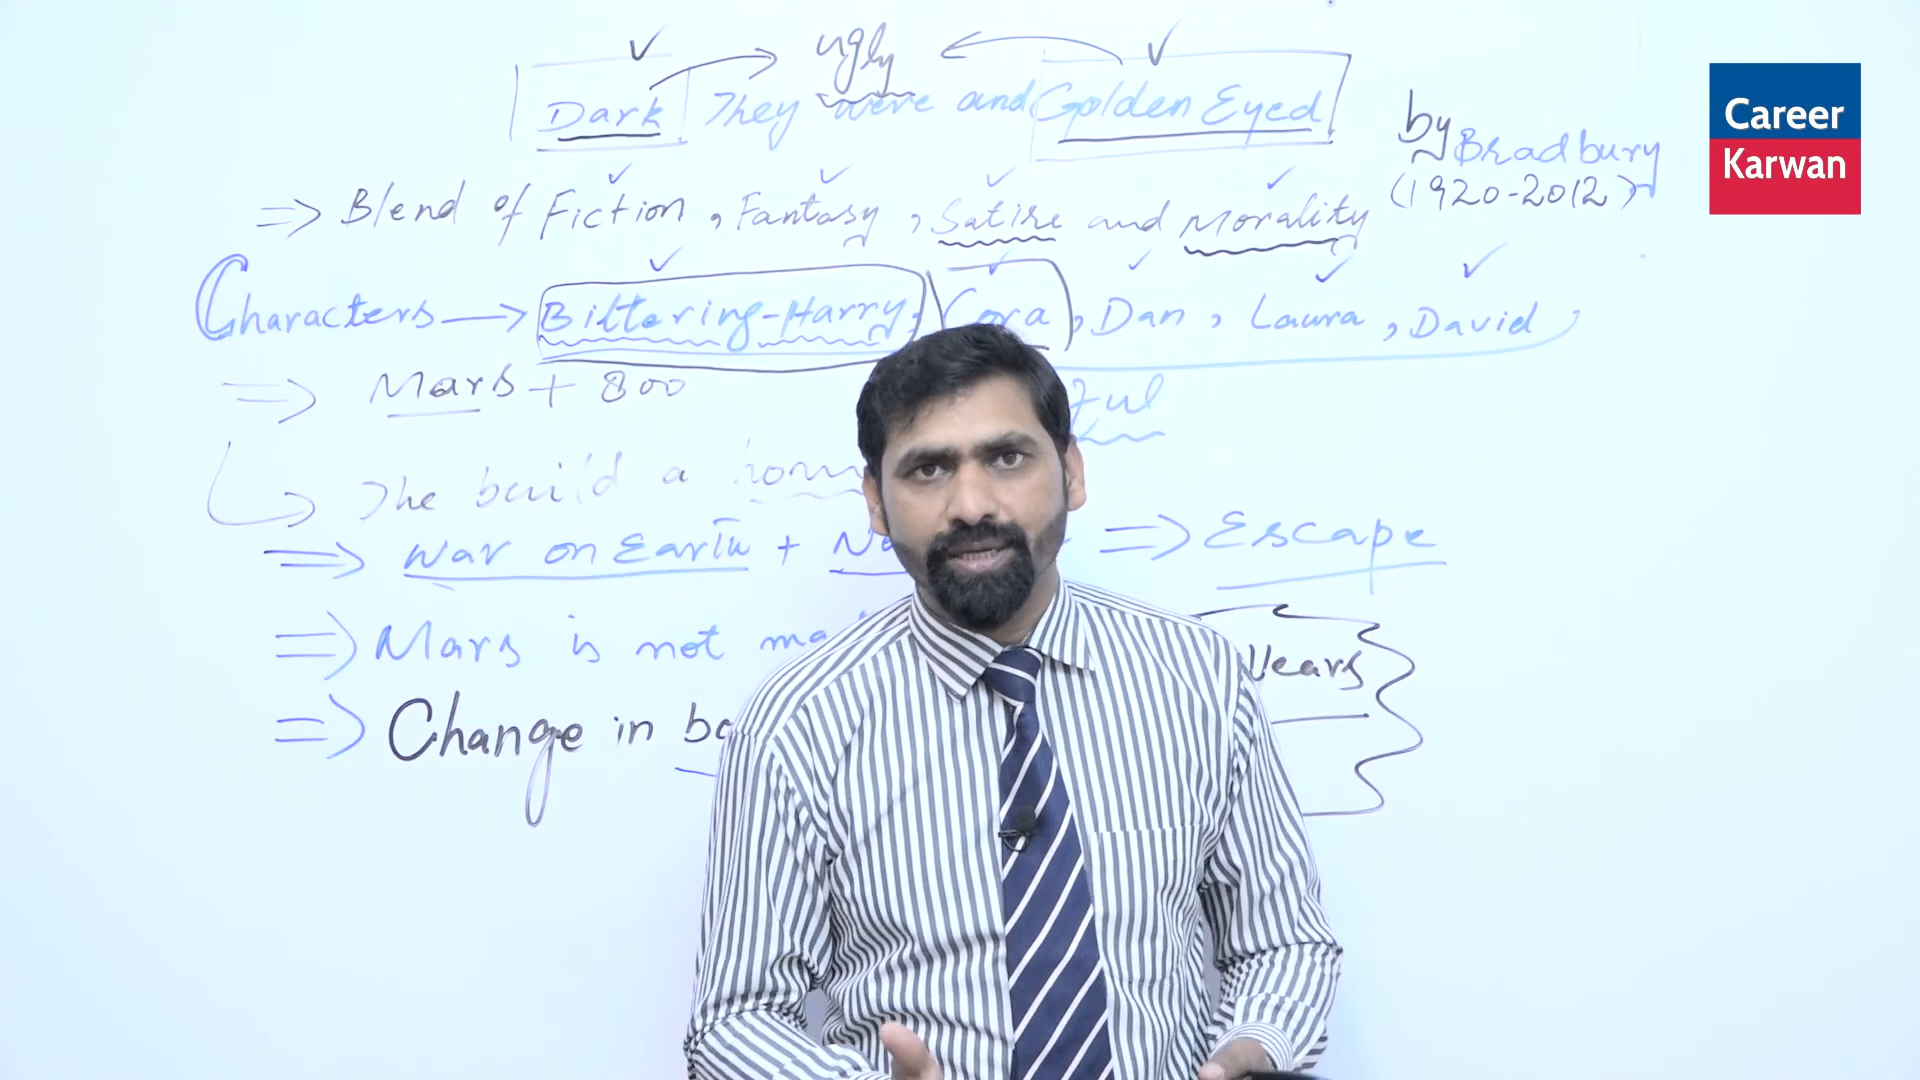 ugly
Dark They were and Golden Eyed
by Bradbury
(1920-2012)
Career
Karwan
⇒ Blend of Fiction, Fantasy, Satire and Morality
Characters → Bittering-Harry, Cora, Dan, Laura, David,
⇒ Mars + 800
The build a
⇒ War on Earth + ⇒ Escape
⇒ Mars is not
⇒ Change in
Years